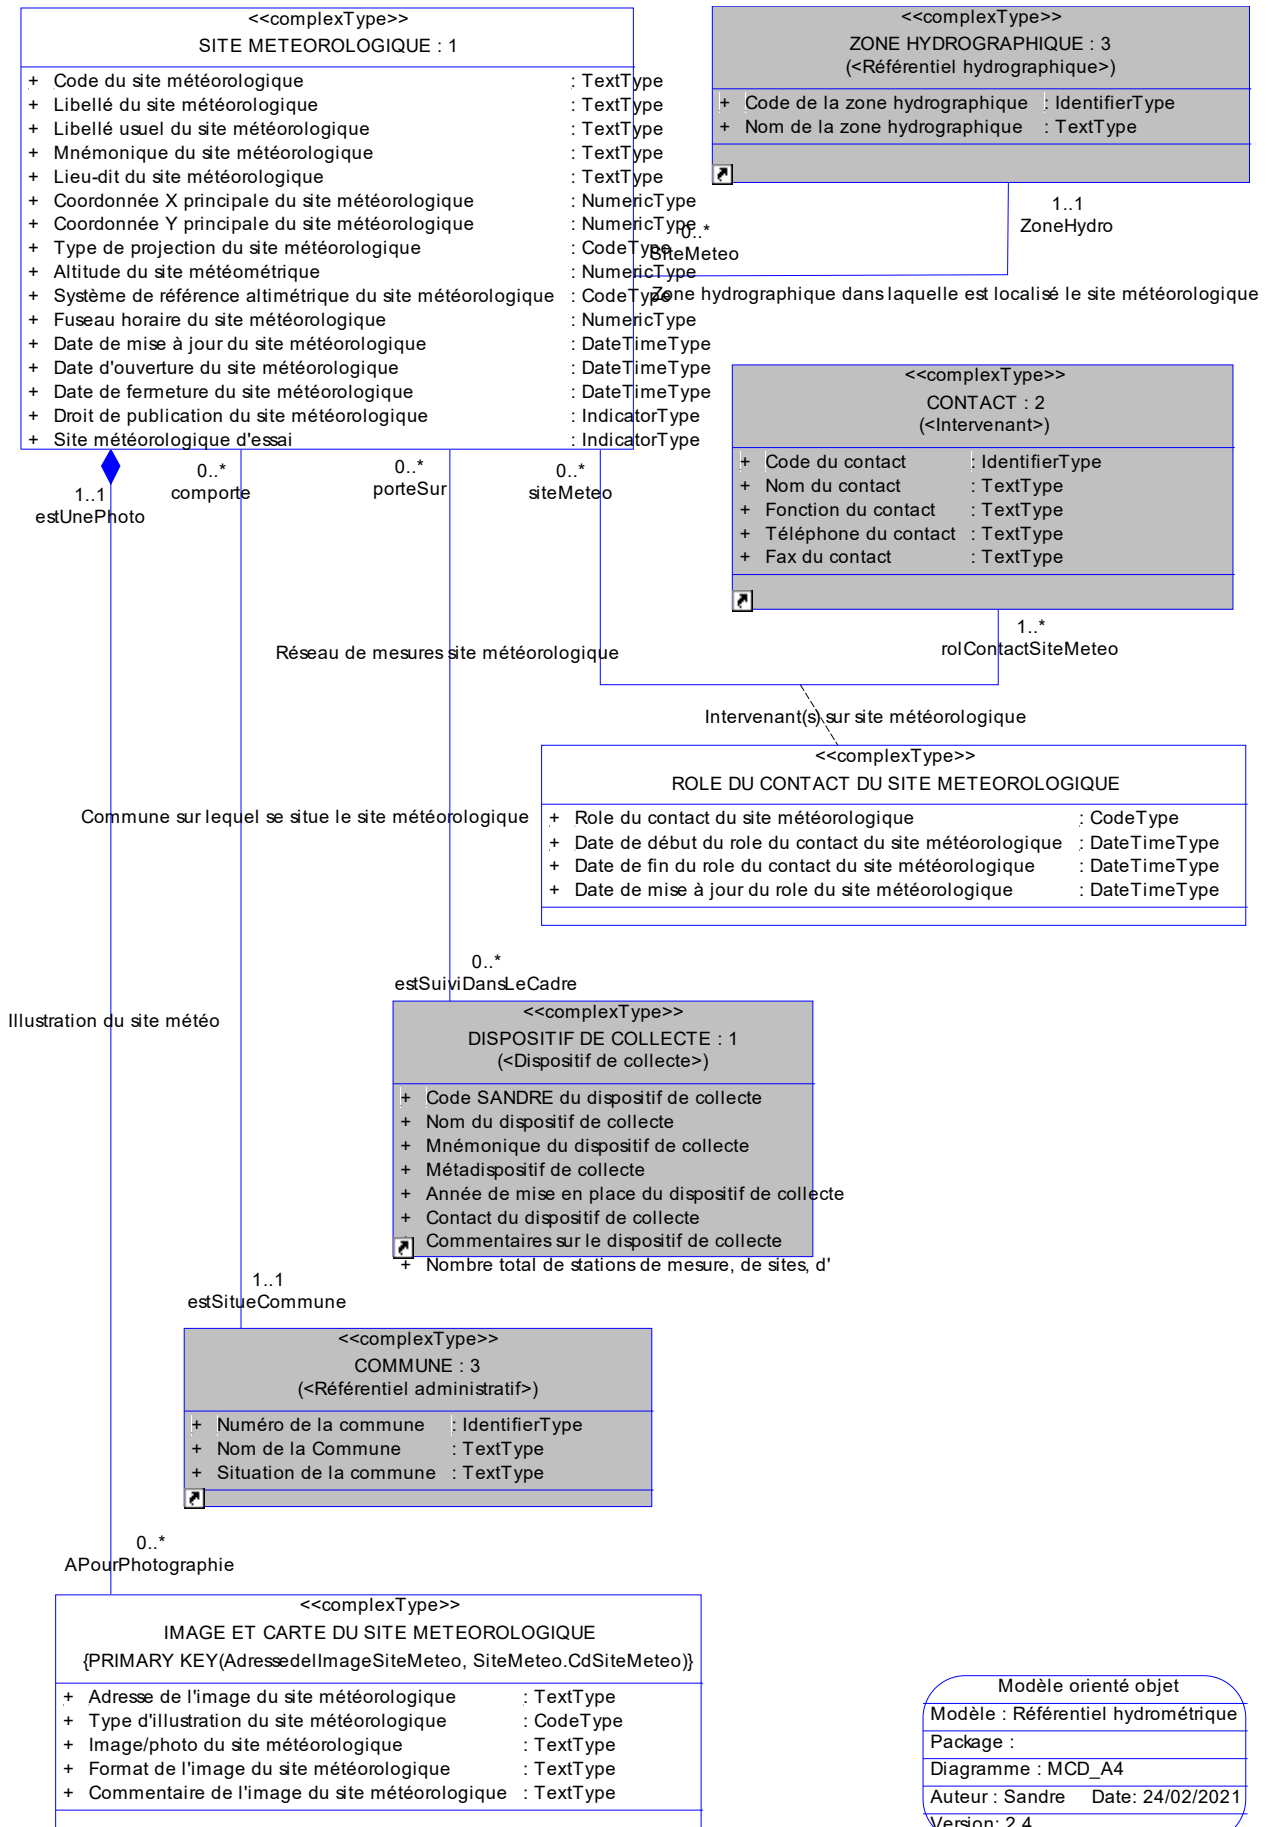 <<complexType>>
SITE METEOROLOGIQUE : 1
+ Code du site météorologique : TextType
+ Libellé du site météorologique : TextType
+ Libellé usuel du site météorologique : TextType
+ Mnémonique du site météorologique : TextType
+ Lieu-dit du site météorologique : TextType
+ Coordonnée X principale du site météorologique : NumericType
+ Coordonnée Y principale du site météorologique : NumericType
+ Type de projection du site météorologique : CodeType
+ Altitude du site météométrique : NumericType
+ Système de référence altimétrique du site météorologique : CodeType
+ Fuseau horaire du site météorologique : NumericType
+ Date de mise à jour du site météorologique : DateTimeType
+ Date d'ouverture du site météorologique : DateTimeType
+ Date de fermeture du site météorologique : DateTimeType
+ Droit de publication du site météorologique : IndicatorType
+ Site météorologique d'essai : IndicatorType
<<complexType>>
ZONE HYDROGRAPHIQUE : 3
(<Référentiel hydrographique>)
+ Code de la zone hydrographique : IdentifierType
+ Nom de la zone hydrographique : TextType
1..1
ZoneHydro
0..*
SiteMeteo
Zone hydrographique dans laquelle est localisé le site météorologique
<<complexType>>
CONTACT : 2
(<Intervenant>)
+ Code du contact : IdentifierType
+ Nom du contact : TextType
+ Fonction du contact : TextType
+ Téléphone du contact : TextType
+ Fax du contact : TextType
1..1
estUnePhoto
0..*
comporte
0..*
porteSur
0..*
siteMeteo
1..*
rolContactSiteMeteo
Réseau de mesures site météorologique
Intervenant(s) sur site météorologique
<<complexType>>
ROLE DU CONTACT DU SITE METEOROLOGIQUE
+ Role du contact du site météorologique : CodeType
+ Date de début du role du contact du site météorologique : DateTimeType
+ Date de fin du role du contact du site météorologique : DateTimeType
+ Date de mise à jour du role du site météorologique : DateTimeType
Commune sur lequel se situe le site météorologique
0..*
estSuiviDansLeCadre
Illustration du site météo
<<complexType>>
DISPOSITIF DE COLLECTE : 1
(<Dispositif de collecte>)
+ Code SANDRE du dispositif de collecte
+ Nom du dispositif de collecte
+ Mnémonique du dispositif de collecte
+ Métadispositif de collecte
+ Année de mise en place du dispositif de collecte
+ Contact du dispositif de collecte
Commentaires sur le dispositif de collecte
+ Nombre total de stations de mesure, de sites, d'
1..1
estSitueCommune
<<complexType>>
COMMUNE : 3
(<Référentiel administratif>)
+ Numéro de la commune : IdentifierType
+ Nom de la Commune : TextType
+ Situation de la commune : TextType
0..*
APourPhotographie
<<complexType>>
IMAGE ET CARTE DU SITE METEOROLOGIQUE
{PRIMARY KEY(AdressedelImageSiteMeteo, SiteMeteo.CdSiteMeteo)}
+ Adresse de l'image du site météorologique : TextType
+ Type d'illustration du site météorologique : CodeType
+ Image/photo du site météorologique : TextType
+ Format de l'image du site météorologique : TextType
+ Commentaire de l'image du site météorologique : TextType
Modèle orienté objet
Modèle : Référentiel hydrométrique
Package :
Diagramme : MCD_A4
Auteur : Sandre Date: 24/02/2021
Version: 2.4